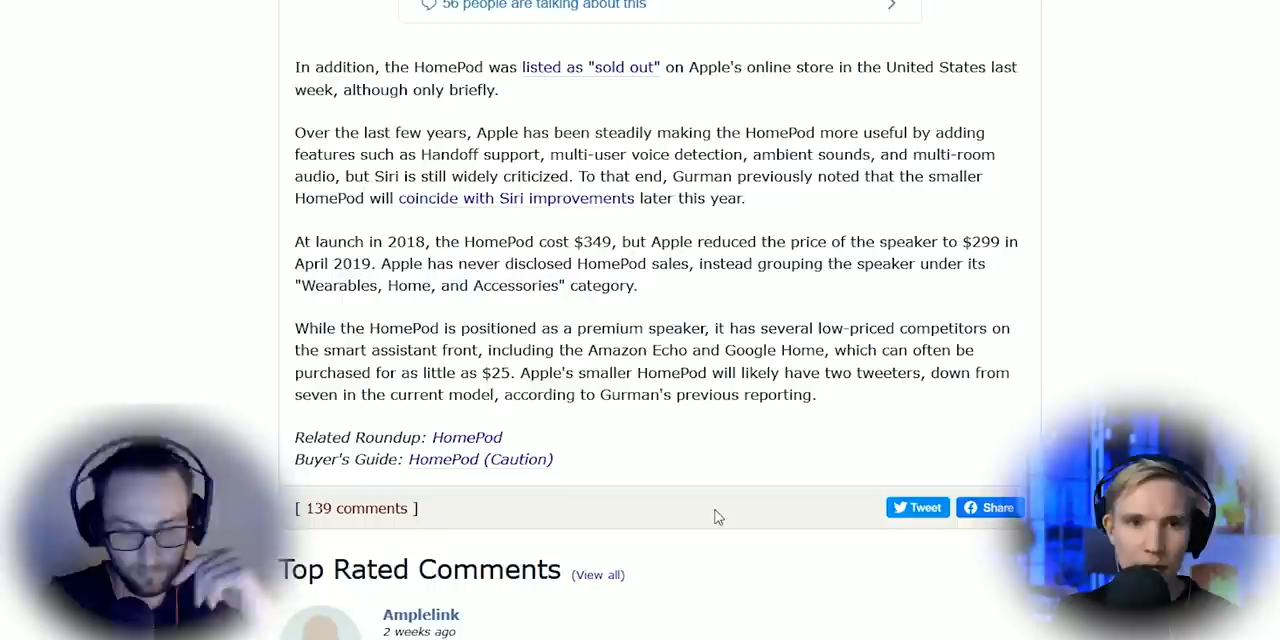 56 people are talking about this
In addition, the HomePod was listed as "sold out" on Apple's online store in the United States last
week, although only briefly.
Over the last few years, Apple has been steadily making the HomePod more useful by adding
features such as Handoff support, multi-user voice detection, ambient sounds, and multi-room
audio, but Siri is still widely criticized. To that end, Gurman previously noted that the smaller
HomePod will coincide with Siri improvements later this year.
At launch in 2018, the HomePod cost $349, but Apple reduced the price of the speaker to $299 in
April 2019. Apple has never disclosed HomePod sales, instead grouping the speaker under its
"Wearables, Home, and Accessories" category.
While the HomePod is positioned as a premium speaker, it has several low-priced competitors on
the smart assistant front, including the Amazon Echo and Google Home, which can often be
purchased for as little as $25. Apple's smaller HomePod will likely have two tweeters, down from
seven in the current model, according to Gurman's previous reporting.
Related Roundup: HomePod
Buyer's Guide: HomePod (Caution)
[ 139 comments ] Tweet Share
Top Rated Comments (View all)
Amplelink
2 weeks ago